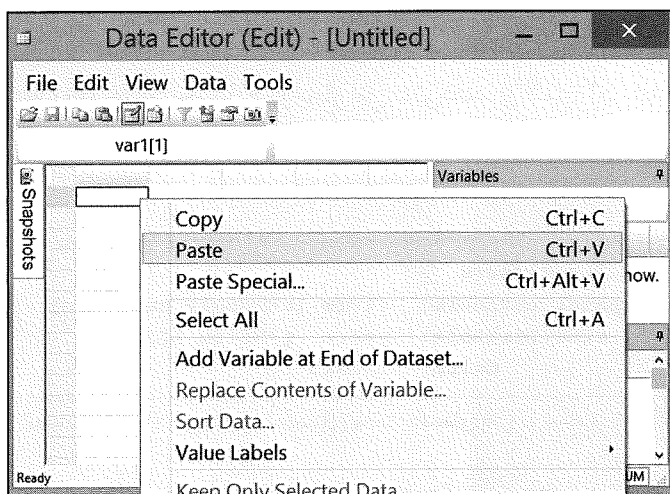 Data Editor (Edit) - [Untitled]
File Edit View Data Tools
var1[1]
Snapshots
Variables
Copy Ctrl+C
Paste Ctrl+V
Paste Special... Ctrl+Alt+V
now.
Select All Ctrl+A
Add Variable at End of Dataset...
Replace Contents of Variable...
Sort Data...
Value Labels
Keep Only Selected Data
Ready
UM